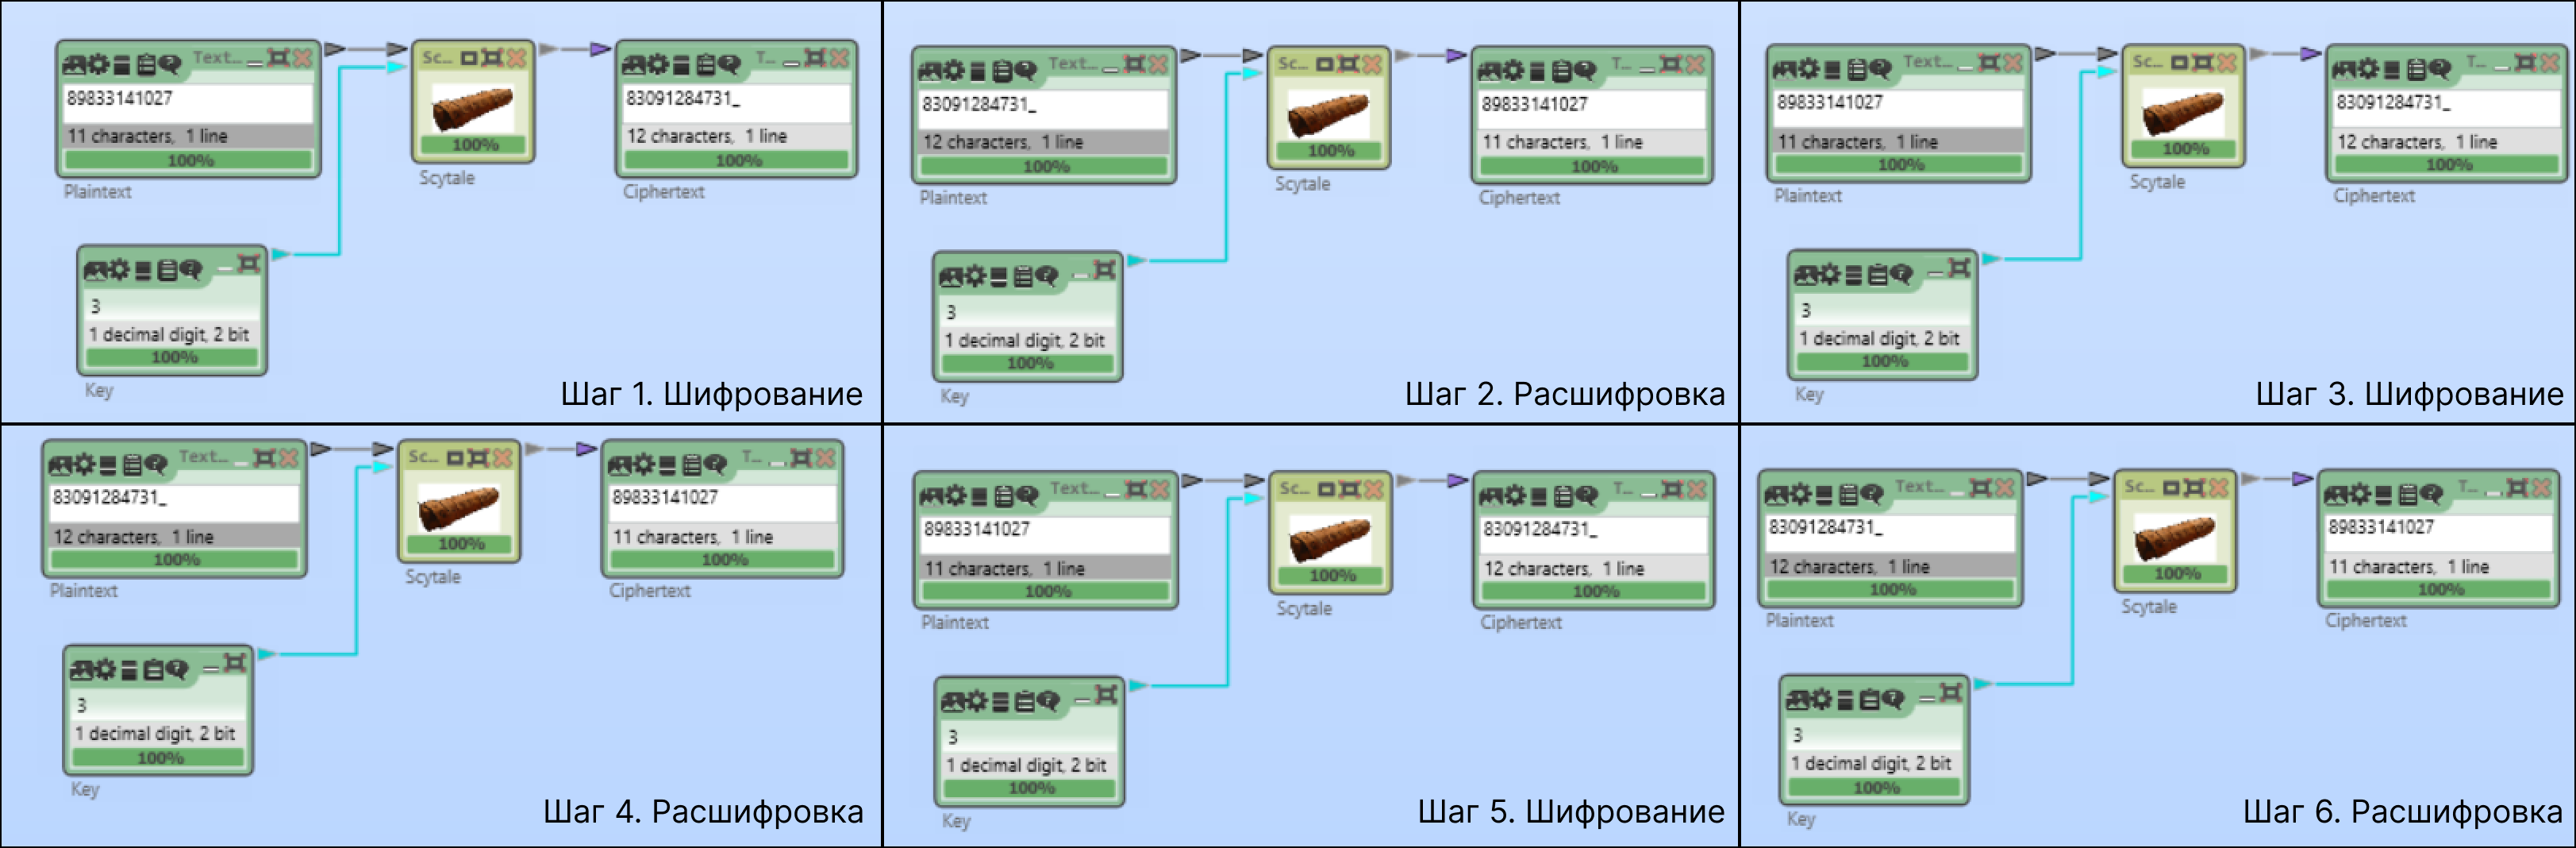 Text... Sc... T...
89833141027 83091284731_
11 characters, 1 line 12 characters, 1 line
100% 100% 100%
Plaintext Scytale Ciphertext
3
1 decimal digit, 2 bit
100%
Key
Шаг 1. Шифрование
Text... Sc... T...
83091284731_ 89833141027
12 characters, 1 line 11 characters, 1 line
100% 100% 100%
Plaintext Scytale Ciphertext
3
1 decimal digit, 2 bit
100%
Key
Шаг 2. Расшифровка
Text... Sc... T...
89833141027 83091284731_
11 characters, 1 line 12 characters, 1 line
100% 100% 100%
Plaintext Scytale Ciphertext
3
1 decimal digit, 2 bit
100%
Key
Шаг 3. Шифрование
Text... Sc... T...
83091284731_ 89833141027
12 characters, 1 line 11 characters, 1 line
100% 100% 100%
Plaintext Scytale Ciphertext
3
1 decimal digit, 2 bit
100%
Key
Шаг 4. Расшифровка
Text... Sc... T...
89833141027 83091284731_
11 characters, 1 line 12 characters, 1 line
100% 100% 100%
Plaintext Scytale Ciphertext
3
1 decimal digit, 2 bit
100%
Key
Шаг 5. Шифрование
Text... Sc... T...
83091284731_ 89833141027
12 characters, 1 line 11 characters, 1 line
100% 100% 100%
Plaintext Scytale Ciphertext
3
1 decimal digit, 2 bit
100%
Key
Шаг 6. Расшифровка